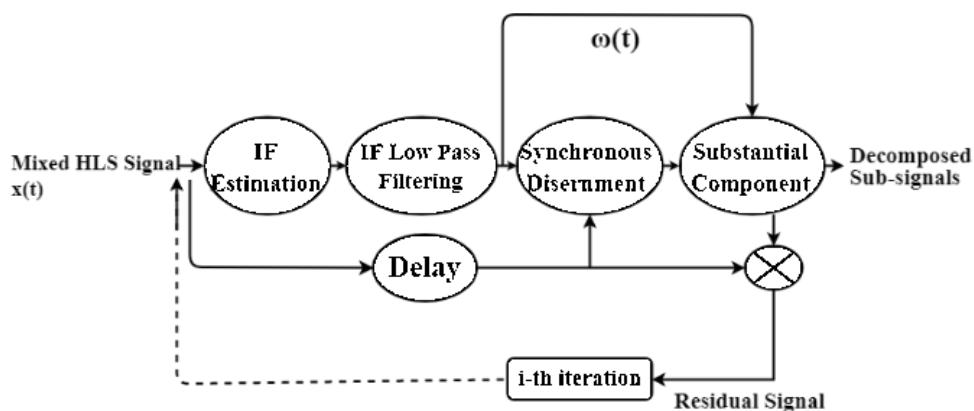 ω(t)
Mixed HLS Signal
x(t)
IF
Estimation
IF Low Pass
Filtering
Synchronous
Disernment
Substantial
Component
Decomposed
Sub-signals
Delay
i-th iteration
Residual Signal